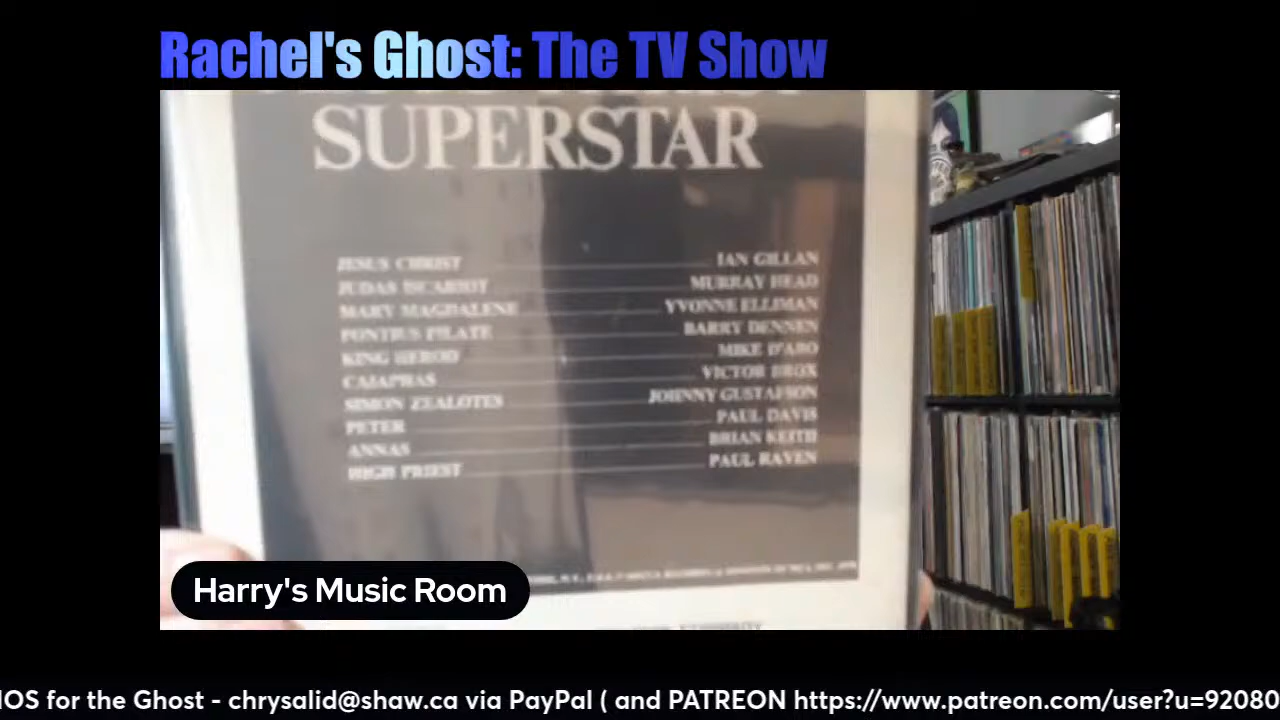 Rachel's Ghost: The TV Show
SUPERSTAR
JESUS CHRIST IAN GILLAN
JUDAS ISCARIOT MURRAY HEAD
MARY MAGDALENE YVONNE ELLIMAN
PONTIUS PILATE BARRY DENNEN
KING HEROD MIKE D'ABO
CAIAPHAS VICTOR BROX
SIMON ZEALOTES JOHNNY GUSTAFSON
PETER PAUL DAVIS
ANNAS BRIAN KEITH
HIGH PRIEST PAUL RAVEN
Harry's Music Room
for the Ghost - chrysalid@shaw.ca via PayPal ( and PATREON https://www.patreon.com/user?u=92080